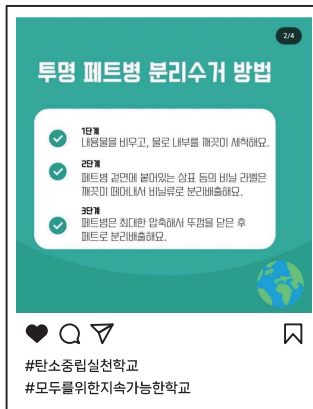 2/4
투명 페트병 분리수거 방법
1단계
내용물을 비우고, 물로 내부를 깨끗이 세척해요.
2단계
페트병 겉면에 붙어있는 상표 등의 비닐 라벨은
깨끗이 떼어내서 비닐류로 분리배출해요.
3단계
페트병은 최대한 압축해서 뚜껑을 닫은 후
페트로 분리배출해요.
#탄소중립실천학교
#모두를위한지속가능한학교